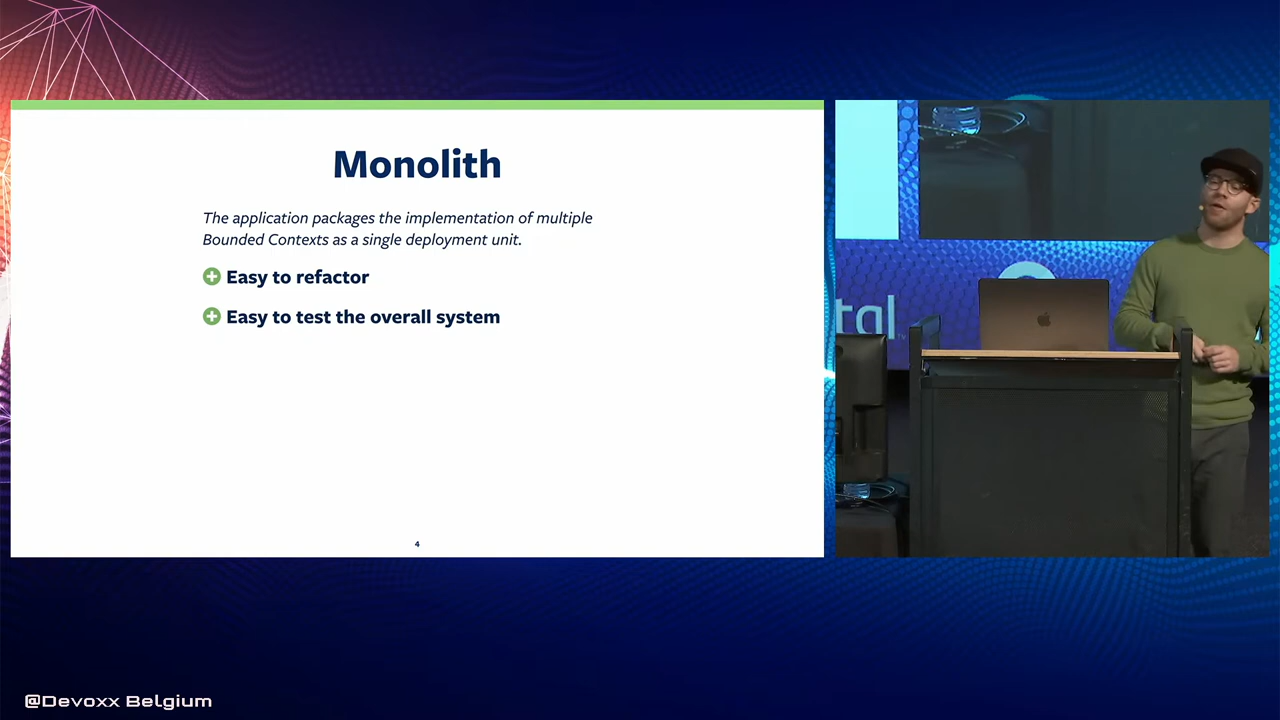 Monolith
The application packages the implementation of multiple
Bounded Contexts as a single deployment unit.
Easy to refactor
Easy to test the overall system
4
tal
@Devoxx Belgium